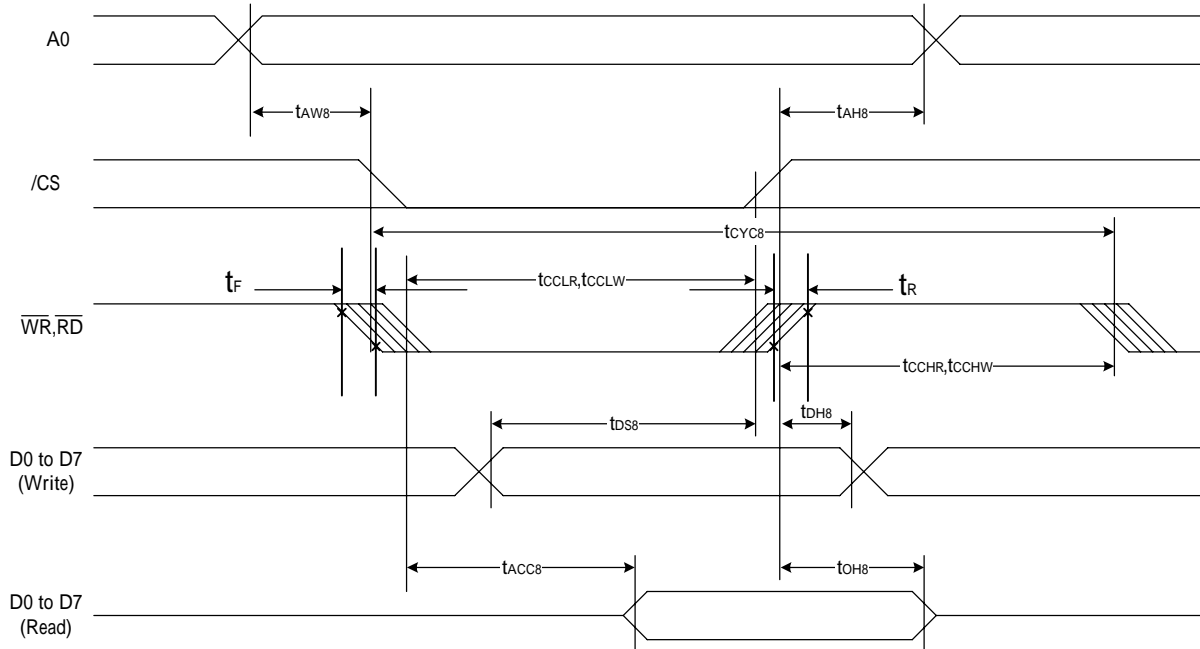 A0
tAW8
tAH8
/CS
tCYC8
tF
tCCLR,tCCLW
tR
WR,RD
tCCHR,tCCHW
tDS8
tDH8
D0 to D7
(Write)
tACC8
tOH8
D0 to D7
(Read)